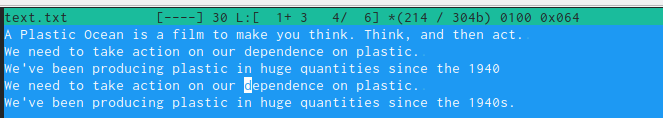 text.txt [----] 30 L:[ 1+ 3 4/ 6] *(214 / 304b) 0100 0x064
A Plastic Ocean is a film to make you think. Think, and then act.
We need to take action on our dependence on plastic.
We've been producing plastic in huge quantities since the 1940
We need to take action on our dependence on plastic.
We've been producing plastic in huge quantities since the 1940s.